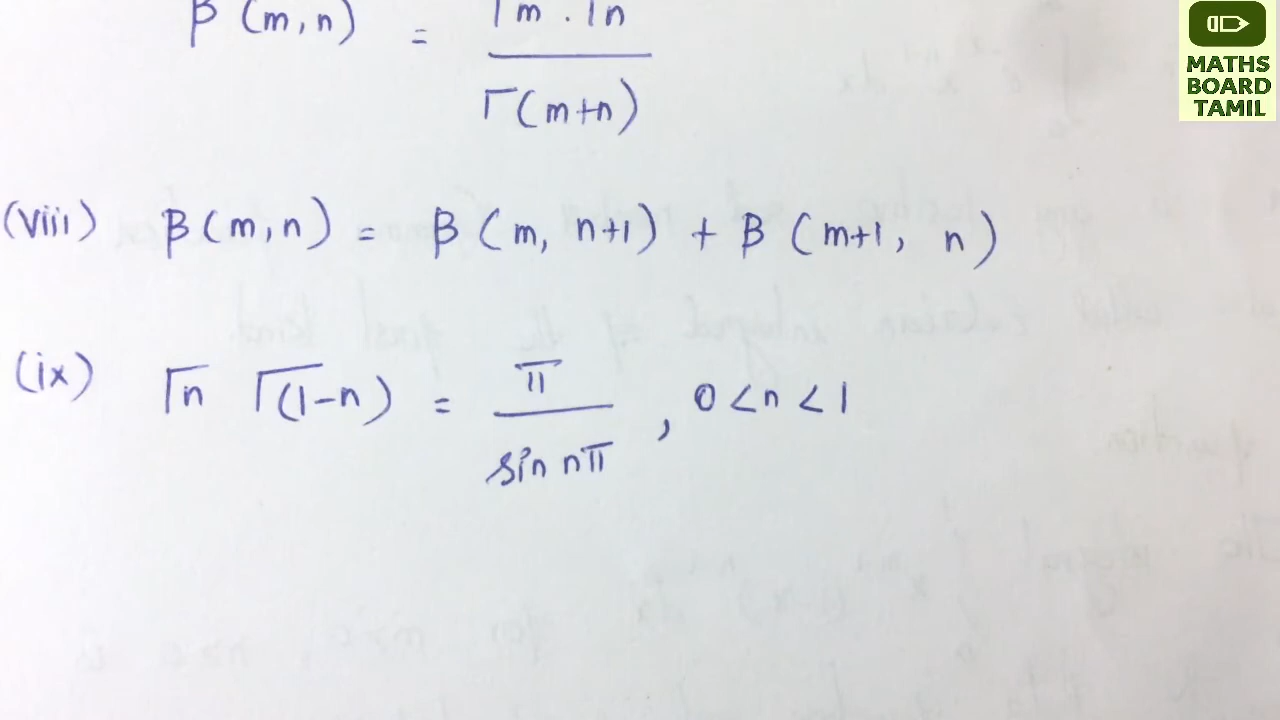 β (m, n) = Γm . Γn / Γ(m+n)
(viii) β (m, n) = β (m, n+1) + β (m+1, n)
(ix) Γn Γ(1-n) = π / sin nπ , 0 < n < 1
MATHS
BOARD
TAMIL